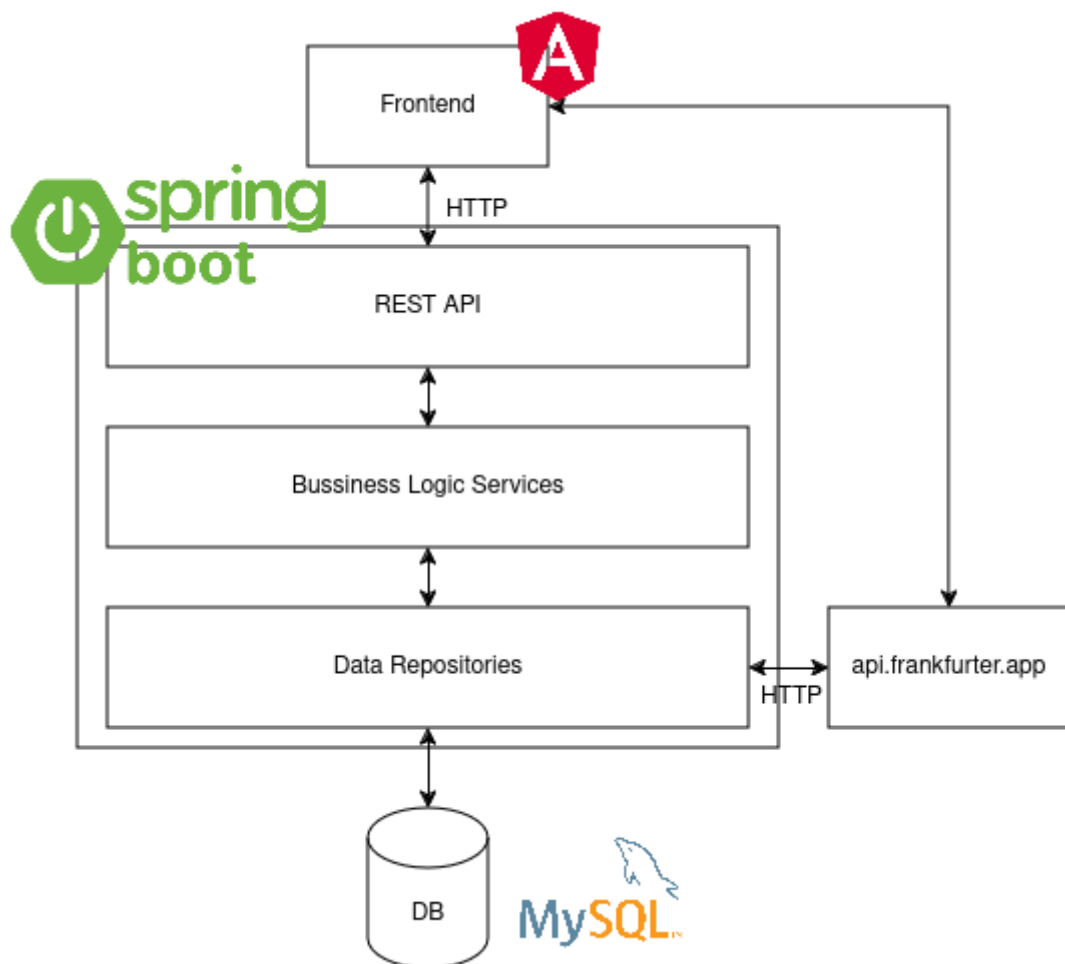 A
Frontend
spring
boot
HTTP
REST API
Bussiness Logic Services
Data Repositories
HTTP
api.frankfurter.app
DB
MySQL